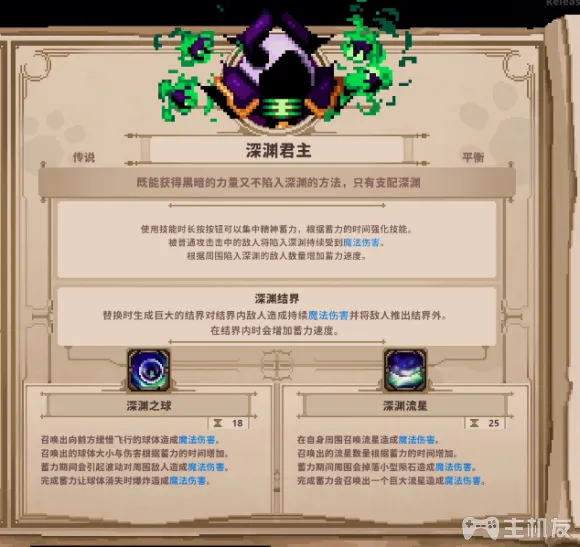 Releas
深渊君主
传说
平衡
既能获得黑暗的力量又不陷入深渊的方法，只有支配深渊
使用技能时长按按钮可以集中精神蓄力，根据蓄力的时间强化技能。
被普通攻击击中的敌人将陷入深渊持续受到魔法伤害。
根据周围陷入深渊的敌人数量增加蓄力速度。
深渊结界
替换时生成巨大的结界对结界内敌人造成持续魔法伤害并将敌人推出结界外。
在结界内时会增加蓄力速度。
深渊之球
18
召唤出向前方缓慢飞行的球体造成魔法伤害。
召唤出的球体大小与伤害根据蓄力的时间增加。
蓄力期间会引起波动对周围敌人造成魔法伤害。
完成蓄力让球体消失时爆炸造成魔法伤害。
深渊流星
25
在自身周围召唤流星造成魔法伤害。
召唤出的流星数量根据蓄力的时间增加。
蓄力期间周围会掉落小型陨石造成魔法伤害。
完成蓄力会召唤出一个巨大流星造成魔法伤害。
主机友